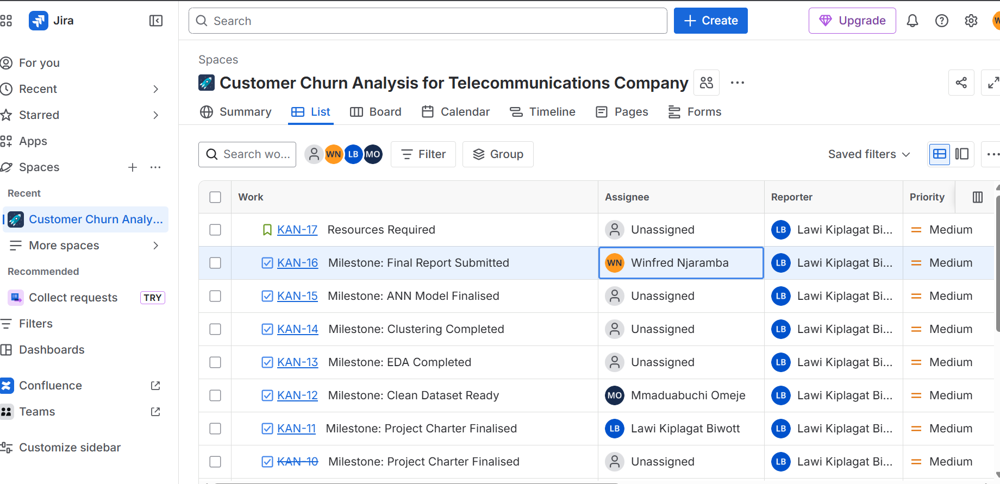 Jira
Search
Create
Upgrade
W
For you
Recent
Starred
Apps
Spaces
Recent
Customer Churn Analy...
More spaces
Recommended
Collect requests TRY
Filters
Dashboards
Confluence
Teams
Customize sidebar
Spaces
Customer Churn Analysis for Telecommunications Company
Summary List Board Calendar Timeline Pages Forms
Search wo... WN LB MO Filter Group Saved filters
Work Assignee Reporter Priority
KAN-17 Resources Required Unassigned LB Lawi Kiplagat Bi... Medium
KAN-16 Milestone: Final Report Submitted WN Winfred Njaramba LB Lawi Kiplagat Bi... Medium
KAN-15 Milestone: ANN Model Finalised Unassigned LB Lawi Kiplagat Bi... Medium
KAN-14 Milestone: Clustering Completed Unassigned LB Lawi Kiplagat Bi... Medium
KAN-13 Milestone: EDA Completed Unassigned LB Lawi Kiplagat Bi... Medium
KAN-12 Milestone: Clean Dataset Ready MO Mmaduabuchi Omeje LB Lawi Kiplagat Bi... Medium
KAN-11 Milestone: Project Charter Finalised LB Lawi Kiplagat Biwott LB Lawi Kiplagat Bi... Medium
KAN-10 Milestone: Project Charter Finalised Unassigned LB Lawi Kiplagat Bi... Medium